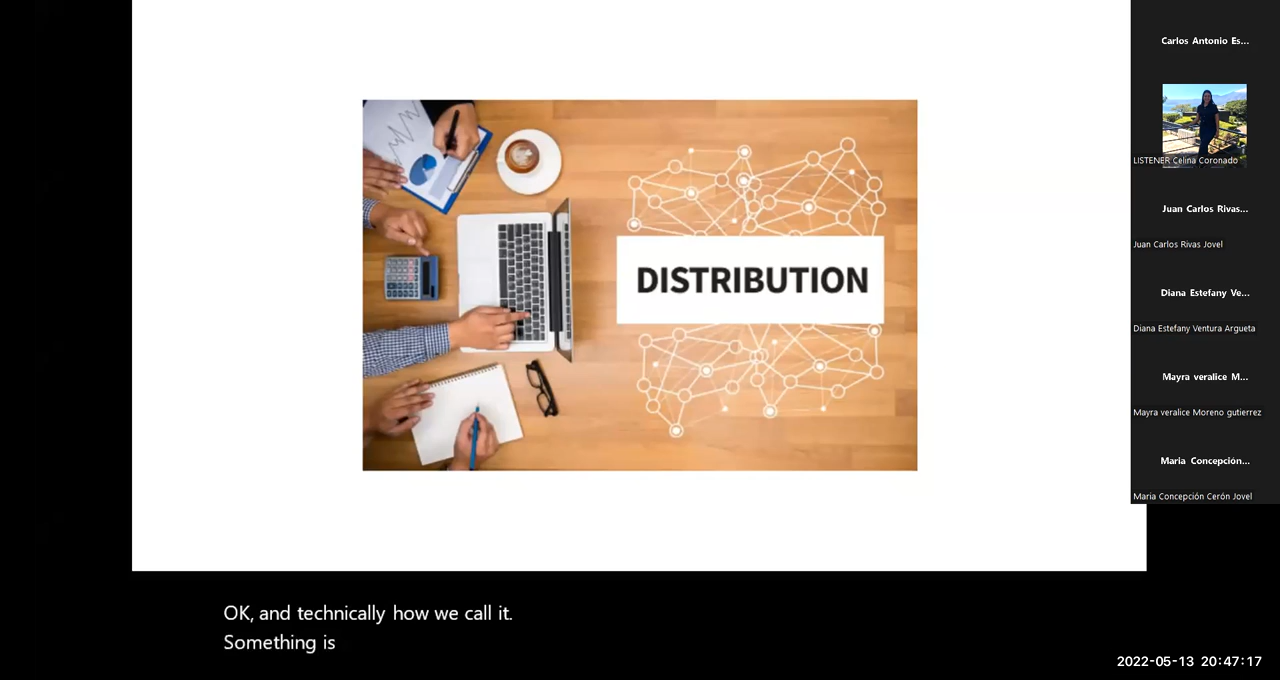 DISTRIBUTION
Carlos Antonio Es...
LISTENER Celina Coronado
Juan Carlos Rivas...
Juan Carlos Rivas Jovel
Diana Estefany Ve...
Diana Estefany Ventura Argueta
Mayra veralice M...
Mayra veralice Moreno gutierrez
Maria Concepción...
Maria Concepción Cerón Jovel
OK, and technically how we call it.
Something is
2022-05-13 20:47:17